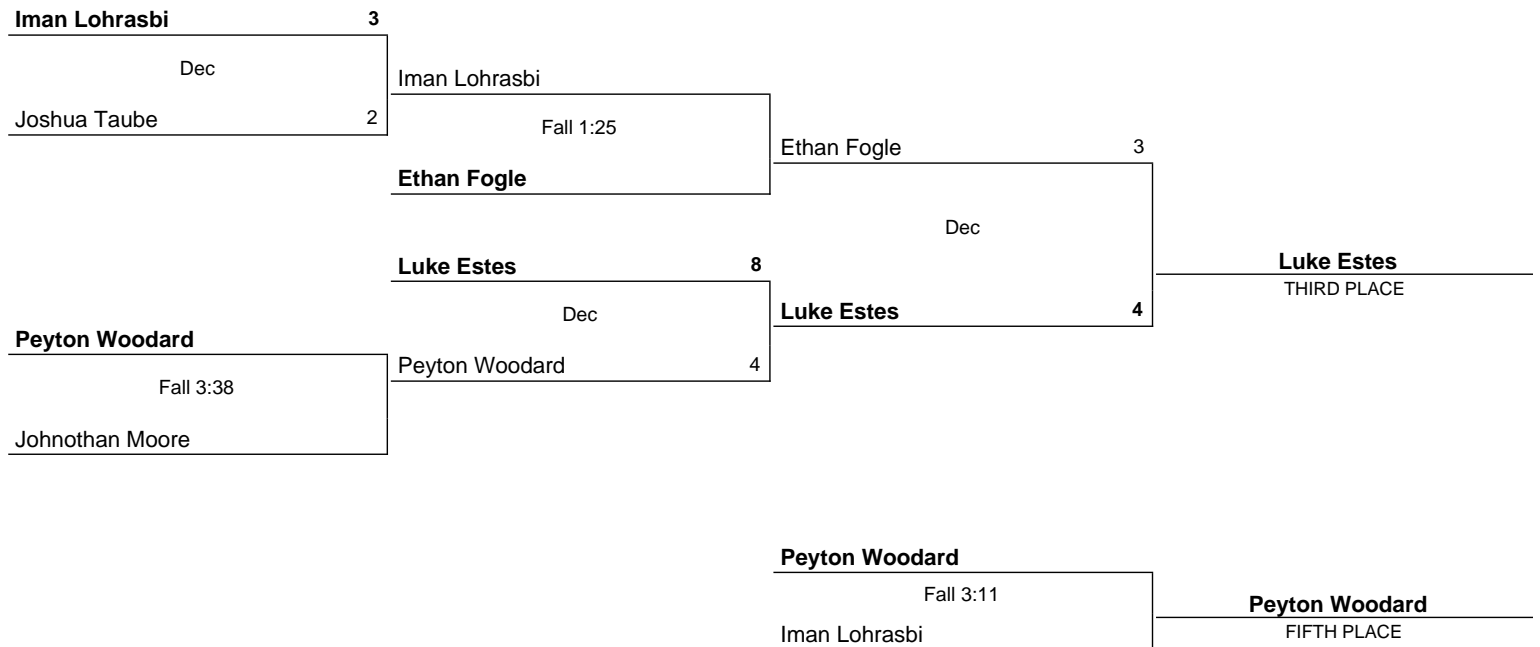 Iman Lohrasbi 3
Dec
Joshua Taube 2
Iman Lohrasbi
Fall 1:25
Ethan Fogle
Ethan Fogle 3
Dec
Luke Estes 4
Luke Estes 8
Dec
Peyton Woodard 4
Peyton Woodard
Fall 3:38
Johnothan Moore
Luke Estes
THIRD PLACE
Peyton Woodard
Fall 3:11
Iman Lohrasbi
Peyton Woodard
FIFTH PLACE